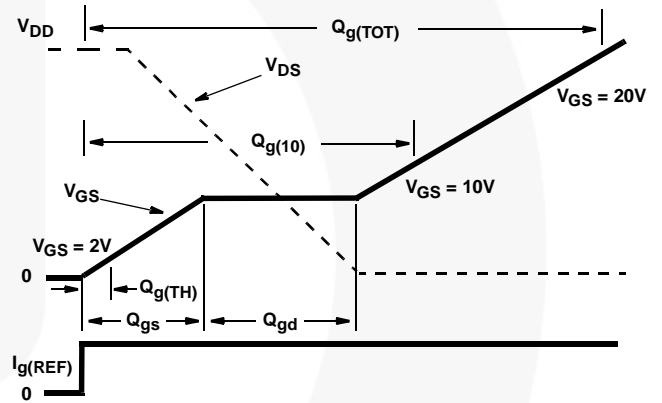 VDD
Qg(TOT)
VDS
VGS = 20V
Qg(10)
VGS
VGS = 10V
VGS = 2V
0
Qg(TH)
Qgs
Qgd
Ig(REF)
0